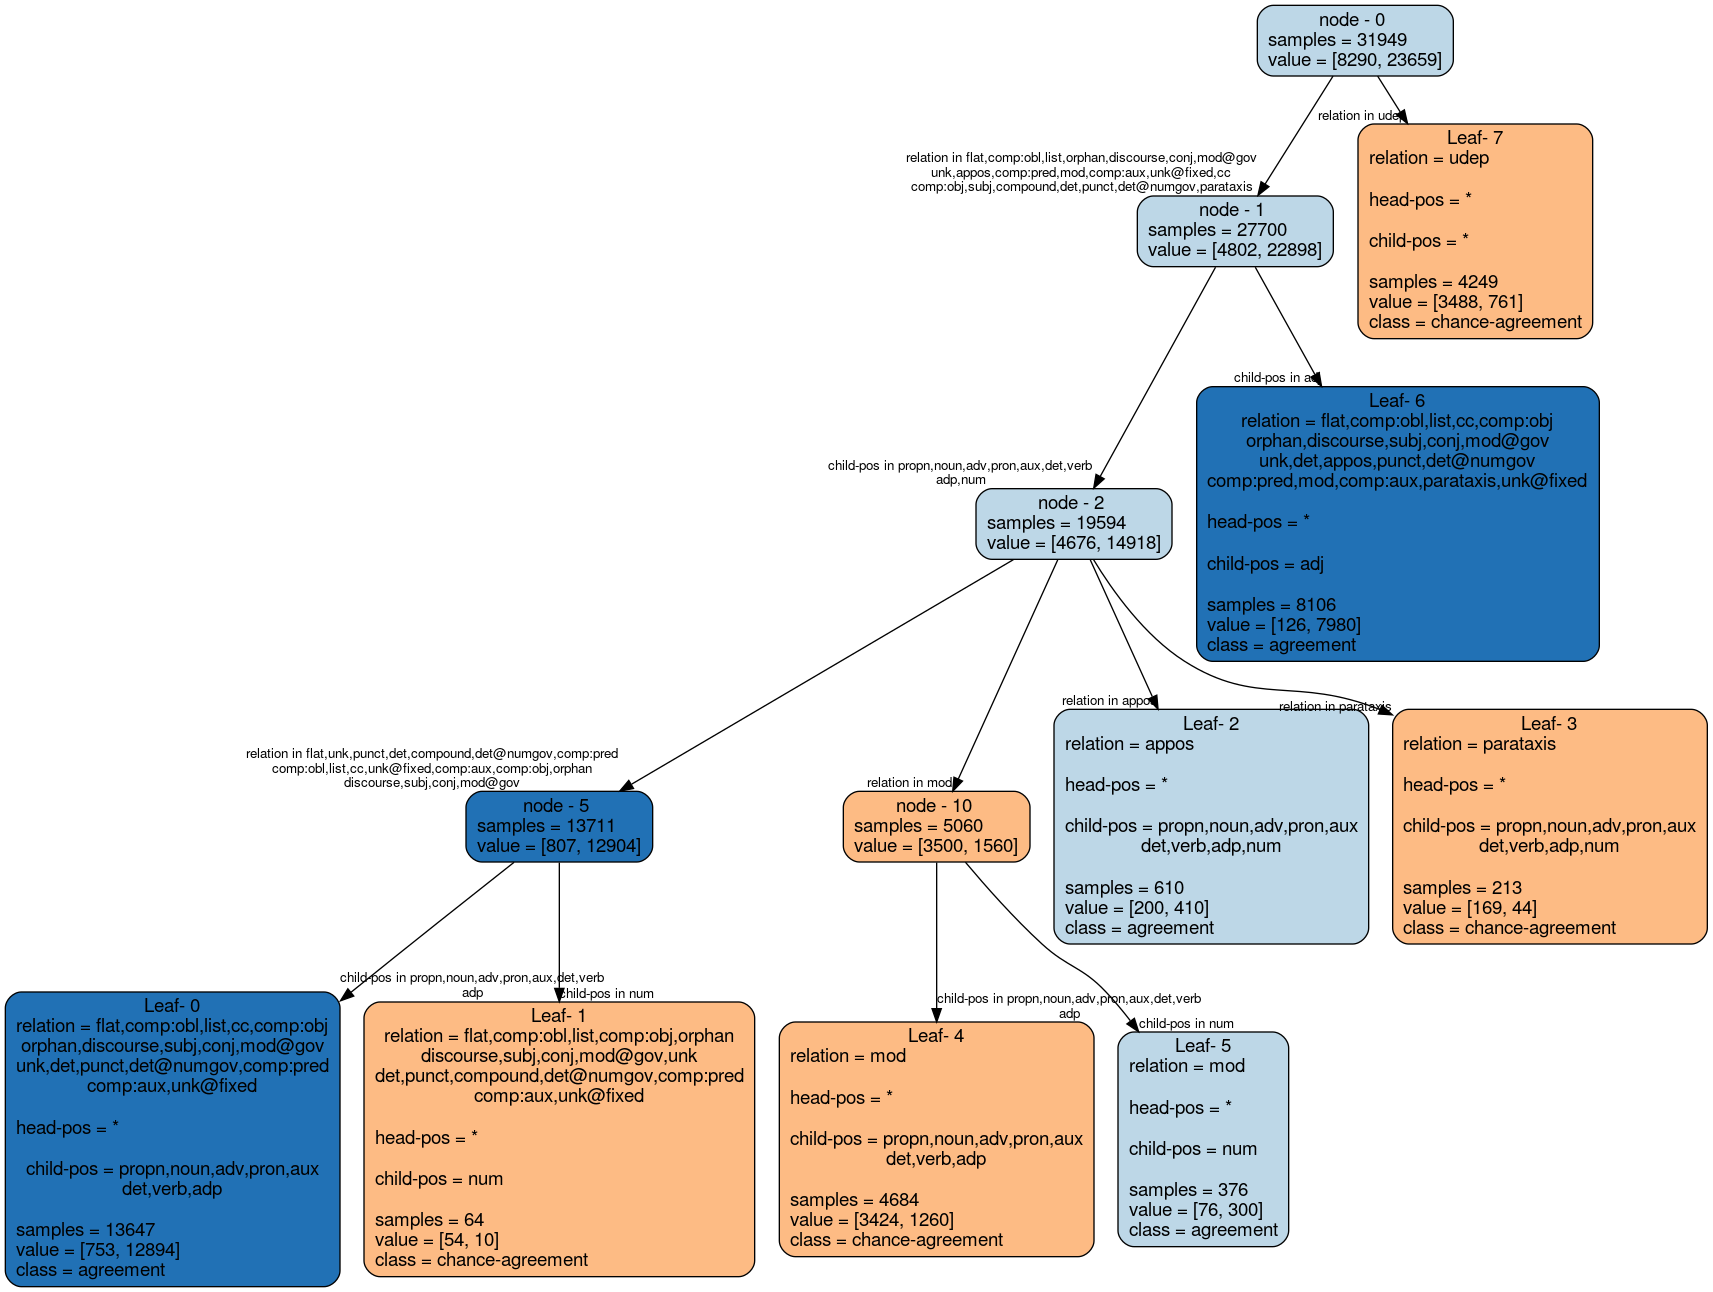 node - 0
samples = 31949
value = [8290, 23659]
relation in udep
Leaf- 7
relation = udep
head-pos = *
child-pos = *
samples = 4249
value = [3488, 761]
class = chance-agreement
relation in flat,comp:obl,list,orphan,discourse,conj,mod@gov
unk,appos,comp:pred,mod,comp:aux,unk@fixed,cc
comp:obj,subj,compound,det,punct,det@numgov,parataxis
node - 1
samples = 27700
value = [4802, 22898]
child-pos in adj
Leaf- 6
relation = flat,comp:obl,list,cc,comp:obj
orphan,discourse,subj,conj,mod@gov
unk,det,appos,punct,det@numgov
comp:pred,mod,comp:aux,parataxis,unk@fixed
head-pos = *
child-pos = adj
samples = 8106
value = [126, 7980]
class = agreement
child-pos in propn,noun,adv,pron,aux,det,verb
adp,num
node - 2
samples = 19594
value = [4676, 14918]
relation in flat,unk,punct,det,compound,det@numgov,comp:pred
comp:obl,list,cc,unk@fixed,comp:aux,comp:obj,orphan
discourse,subj,conj,mod@gov
node - 5
samples = 13711
value = [807, 12904]
relation in mod
node - 10
samples = 5060
value = [3500, 1560]
relation in appos
Leaf- 2
relation = appos
head-pos = *
child-pos = propn,noun,adv,pron,aux
det,verb,adp,num
samples = 610
value = [200, 410]
class = agreement
relation in parataxis
Leaf- 3
relation = parataxis
head-pos = *
child-pos = propn,noun,adv,pron,aux
det,verb,adp,num
samples = 213
value = [169, 44]
class = chance-agreement
child-pos in propn,noun,adv,pron,aux,det,verb
adp
Leaf- 0
relation = flat,comp:obl,list,cc,comp:obj
orphan,discourse,subj,conj,mod@gov
unk,det,punct,det@numgov,comp:pred
comp:aux,unk@fixed
head-pos = *
child-pos = propn,noun,adv,pron,aux
det,verb,adp
samples = 13647
value = [753, 12894]
class = agreement
child-pos in num
Leaf- 1
relation = flat,comp:obl,list,comp:obj,orphan
discourse,subj,conj,mod@gov,unk
det,punct,compound,det@numgov,comp:pred
comp:aux,unk@fixed
head-pos = *
child-pos = num
samples = 64
value = [54, 10]
class = chance-agreement
child-pos in propn,noun,adv,pron,aux,det,verb
adp
Leaf- 4
relation = mod
head-pos = *
child-pos = propn,noun,adv,pron,aux
det,verb,adp
samples = 4684
value = [3424, 1260]
class = chance-agreement
child-pos in num
Leaf- 5
relation = mod
head-pos = *
child-pos = num
samples = 376
value = [76, 300]
class = agreement